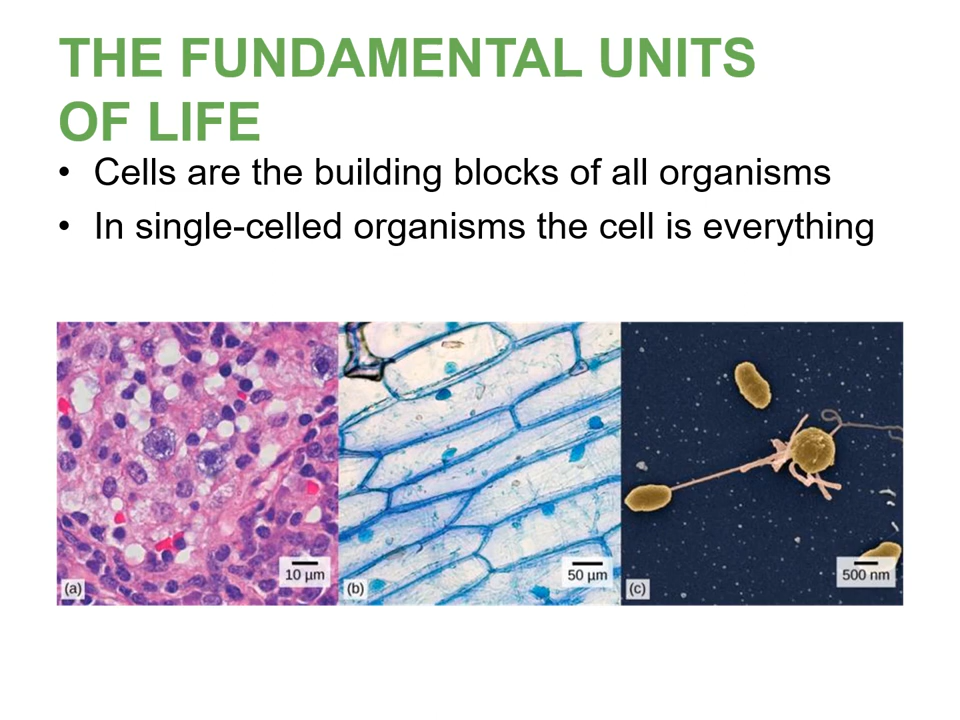 THE FUNDAMENTAL UNITS
OF LIFE
• Cells are the building blocks of all organisms
• In single-celled organisms the cell is everything
10 µm
50 µm
500 nm
(a)
(b)
(c)